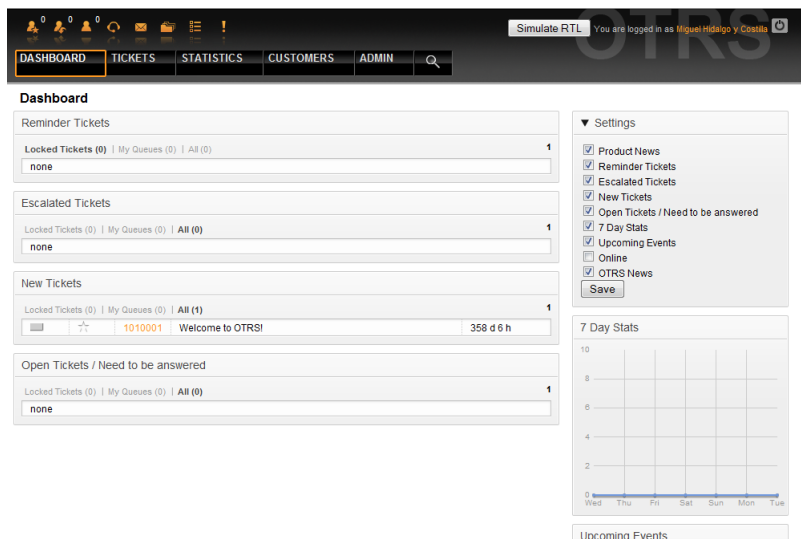 0 0 0
Simulate RTL You are logged in as Miguel Hidalgo y Costilla
OTRS
DASHBOARD TICKETS STATISTICS CUSTOMERS ADMIN
Dashboard
Reminder Tickets
Locked Tickets (0) | My Queues (0) | All (0) 1
none
Escalated Tickets
Locked Tickets (0) | My Queues (0) | All (0) 1
none
New Tickets
Locked Tickets (0) | My Queues (0) | All (1) 1
1010001 Welcome to OTRS! 358 d 6 h
Open Tickets / Need to be answered
Locked Tickets (0) | My Queues (0) | All (0) 1
none
▼ Settings
Product News
Reminder Tickets
Escalated Tickets
New Tickets
Open Tickets / Need to be answered
7 Day Stats
Upcoming Events
Online
OTRS News
Save
7 Day Stats
10
8
6
4
2
0
Wed Thu Fri Sat Sun Mon Tue
Upcoming Events